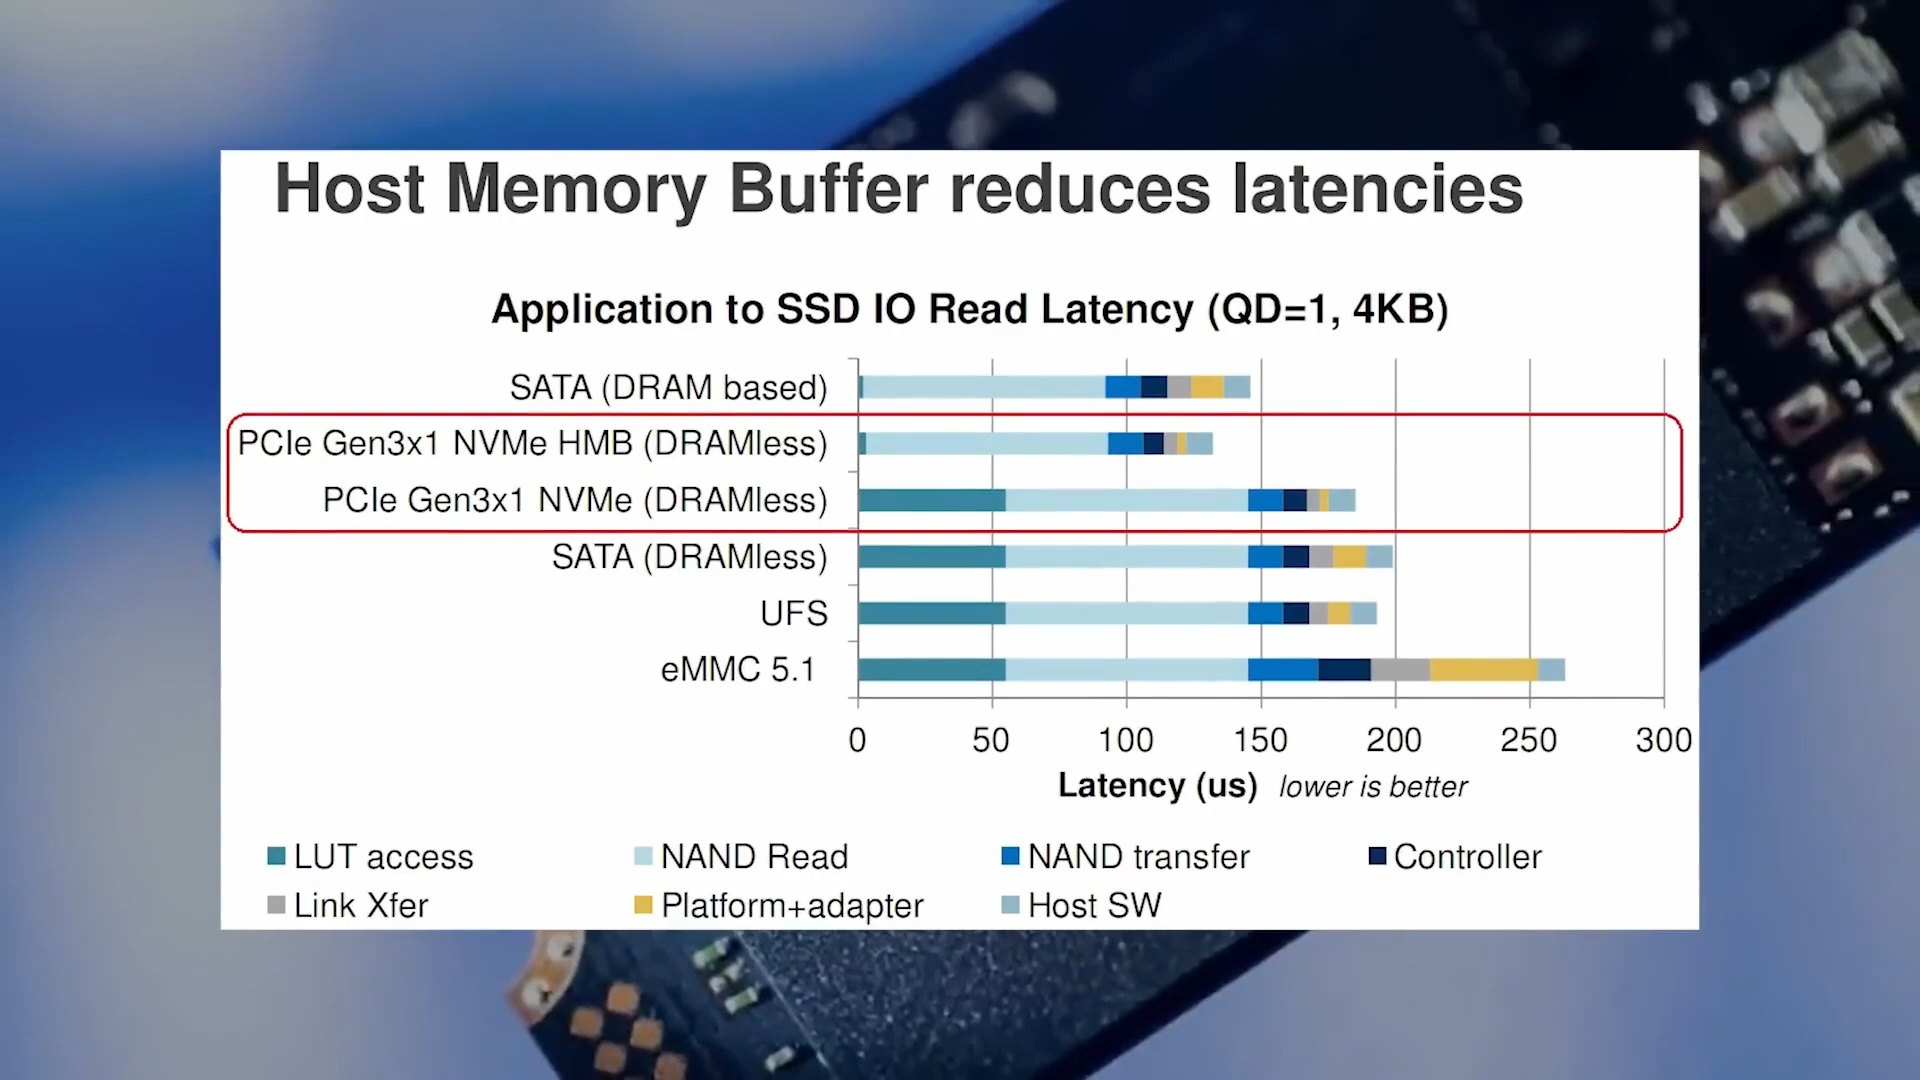 Host Memory Buffer reduces latencies
Application to SSD IO Read Latency (QD=1, 4KB)
SATA (DRAM based)
PCIe Gen3x1 NVMe HMB (DRAMless)
PCIe Gen3x1 NVMe (DRAMless)
SATA (DRAMless)
UFS
eMMC 5.1
0 50 100 150 200 250 300
Latency (us) lower is better
LUT access NAND Read NAND transfer Controller
Link Xfer Platform+adapter Host SW